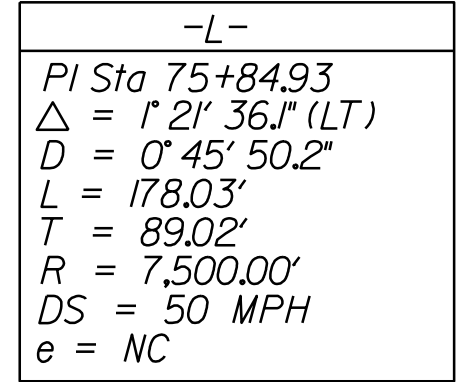 -L-
PI Sta 75+84.93
△ = 1° 21' 36.1" (LT)
D = 0° 45' 50.2"
L = 178.03'
T = 89.02'
R = 7,500.00'
DS = 50 MPH
e = NC